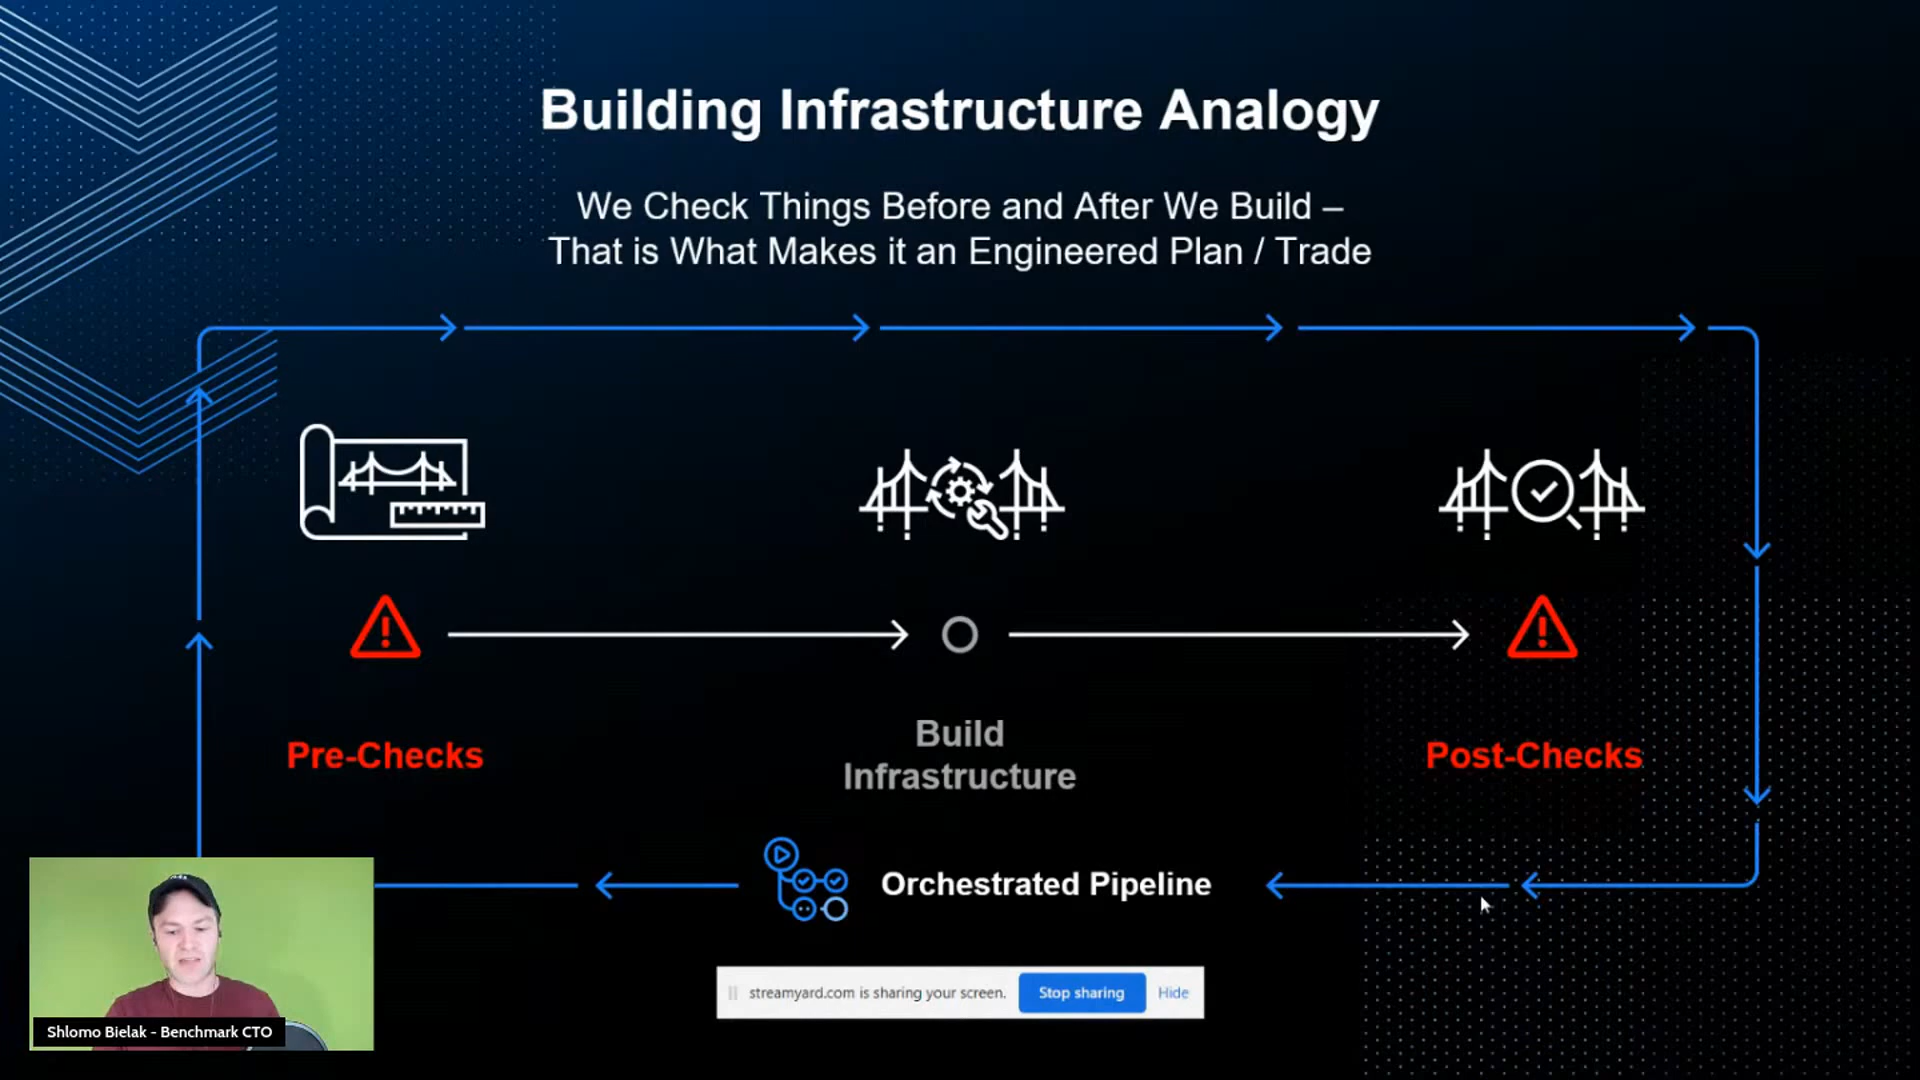 Building Infrastructure Analogy
We Check Things Before and After We Build –
That is What Makes it an Engineered Plan / Trade
Pre-Checks
Build
Infrastructure
Post-Checks
Orchestrated Pipeline
streamyard.com is sharing your screen.
Stop sharing
Hide
Shlomo Bielak - Benchmark CTO